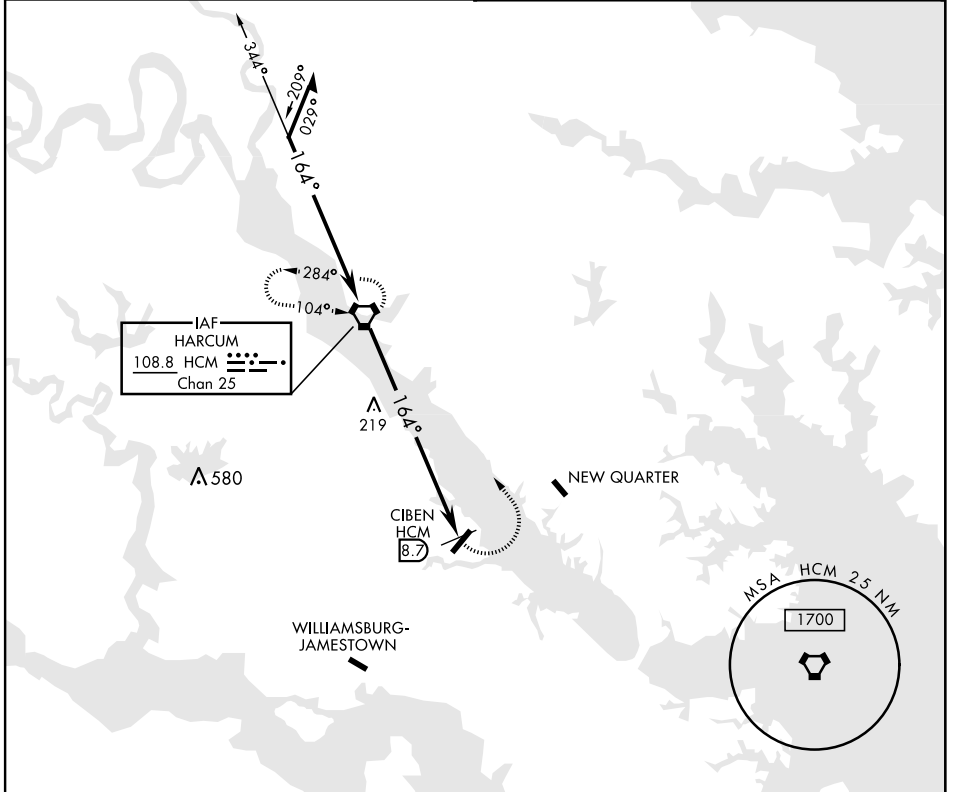 344°
209°
029°
164°
284°
104°
IAF
HARCUM
108.8 HCM
Chan 25
219
164°
580
NEW QUARTER
CIBEN
HCM
8.7
WILLIAMSBURG-
JAMESTOWN
MSA HCM 25 NM
1700